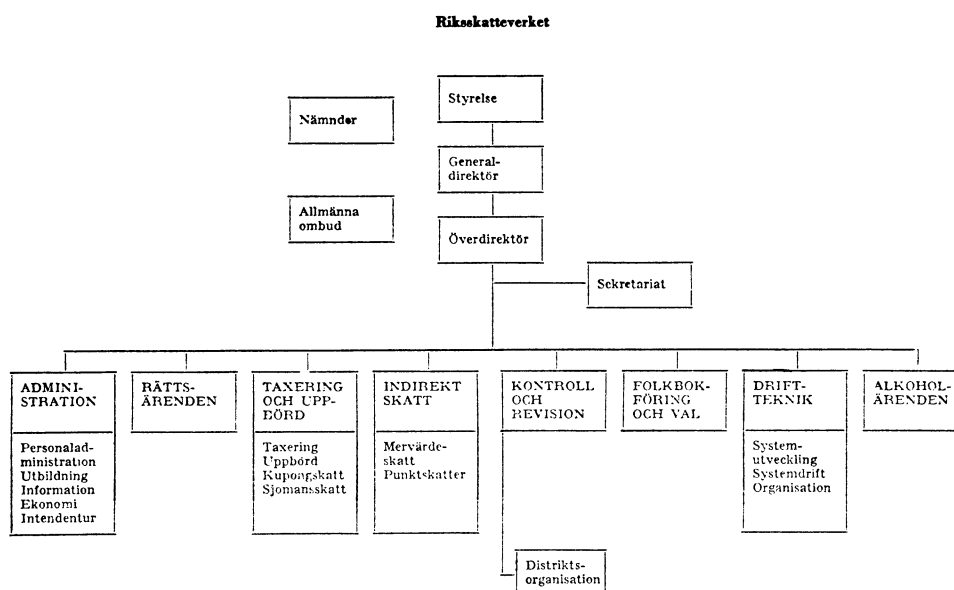 Riksskatteverket
Styrelse
Nämnder
General-
direktör
Allmänna
ombud
Överdirektör
Sekretariat
ADMINI-
STRATION
Personalad-
ministration
Utbildning
Information
Ekonomi
Intendentur
RÄTTS-
ÄRENDEN
TAXERING
OCH UPP-
BÖRD
Taxering
Uppbörd
Kupongskatt
Sjömansskatt
INDIREKT
SKATT
Mervärde-
skatt
Punktskatter
KONTROLL
OCH
REVISION
Distrikts-
organisation
FOLKBOK-
FÖRING
OCH VAL
DRIFT-
TEKNIK
System-
utveckling
Systemdrift
Organisation
ALKOHOL-
ÄRENDEN